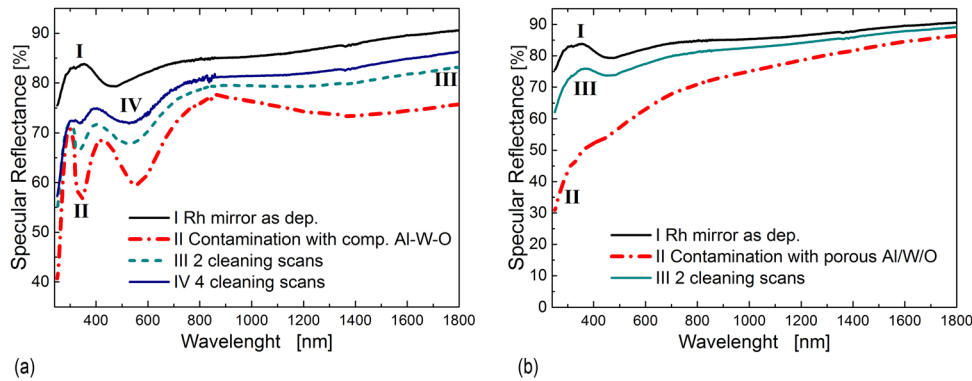 90
80
70
60
50
40
Specular Reflectance [%]
I
IV
III
II
I Rh mirror as dep.
II Contamination with comp. Al-W-O
III 2 cleaning scans
IV 4 cleaning scans
400 600 800 1000 1200 1400 1600 1800
Wavelenght [nm]
(a)
90
80
70
60
50
40
30
20
10
0
Specular Reflectance [%]
I
III
II
I Rh mirror as dep.
II Contamination with porous Al/W/O
III 2 cleaning scans
400 600 800 1000 1200 1400 1600 1800
Wavelenght [nm]
(b)